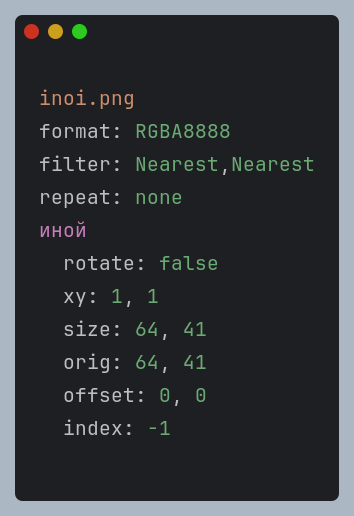 inoi.png
format: RGBA8888
filter: Nearest,Nearest
repeat: none
иной
  rotate: false
  xy: 1, 1
  size: 64, 41
  orig: 64, 41
  offset: 0, 0
  index: -1